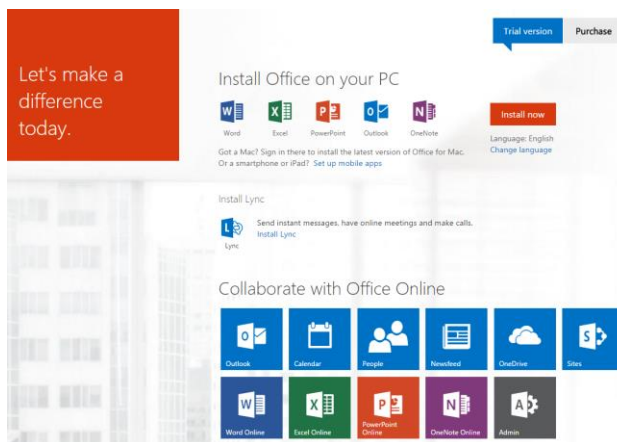 Trial version
Purchase
Let's make a
difference
today.
Install Office on your PC
Word
Excel
PowerPoint
Outlook
OneNote
Install now
Language: English
Change language
Got a Mac? Sign in there to install the latest version of Office for Mac.
Or a smartphone or iPad? Set up mobile apps
Install Lync
Lync
Send instant messages, have online meetings and make calls.
Install Lync
Collaborate with Office Online
Outlook
Calendar
People
Newsfeed
OneDrive
Sites
Word Online
Excel Online
PowerPoint
Online
OneNote Online
Admin